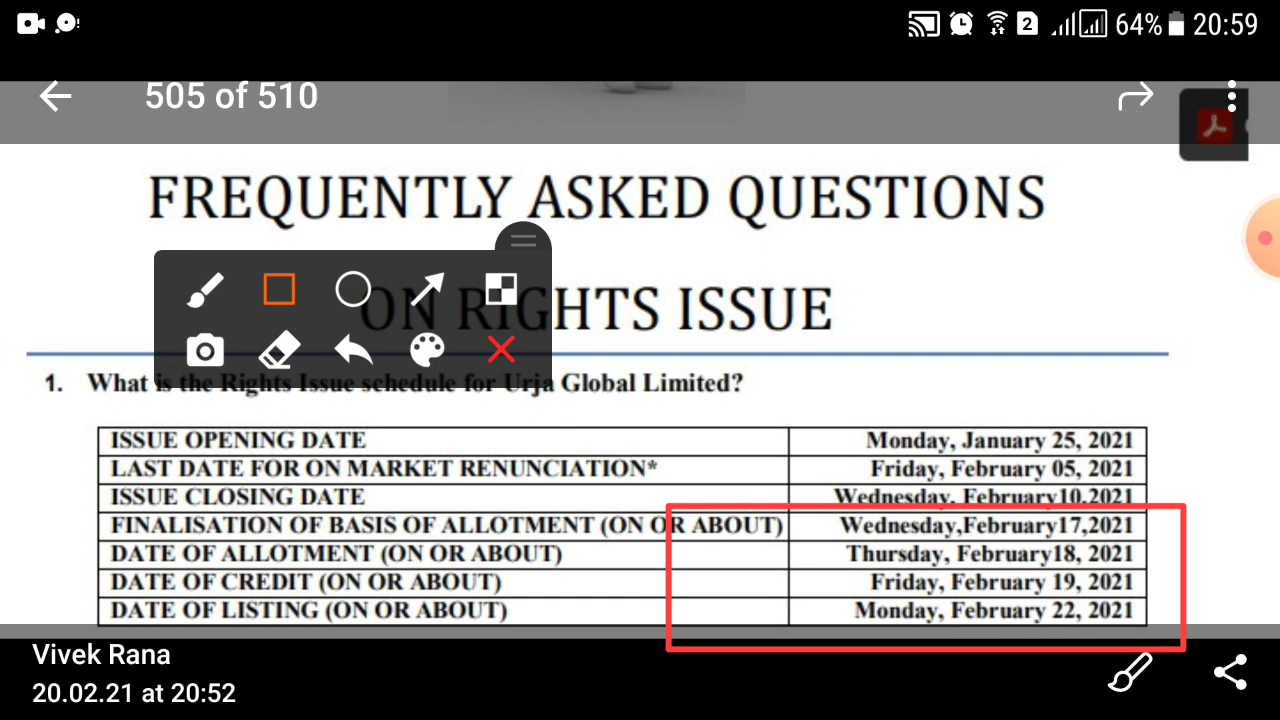 64% 20:59
505 of 510
FREQUENTLY ASKED QUESTIONS
ON RIGHTS ISSUE
1. What is the Rights Issue schedule for Urja Global Limited?
ISSUE OPENING DATE Monday, January 25, 2021
LAST DATE FOR ON MARKET RENUNCIATION* Friday, February 05, 2021
ISSUE CLOSING DATE Wednesday, February10,2021
FINALISATION OF BASIS OF ALLOTMENT (ON OR ABOUT) Wednesday,February17,2021
DATE OF ALLOTMENT (ON OR ABOUT) Thursday, February18, 2021
DATE OF CREDIT (ON OR ABOUT) Friday, February 19, 2021
DATE OF LISTING (ON OR ABOUT) Monday, February 22, 2021
Vivek Rana
20.02.21 at 20:52